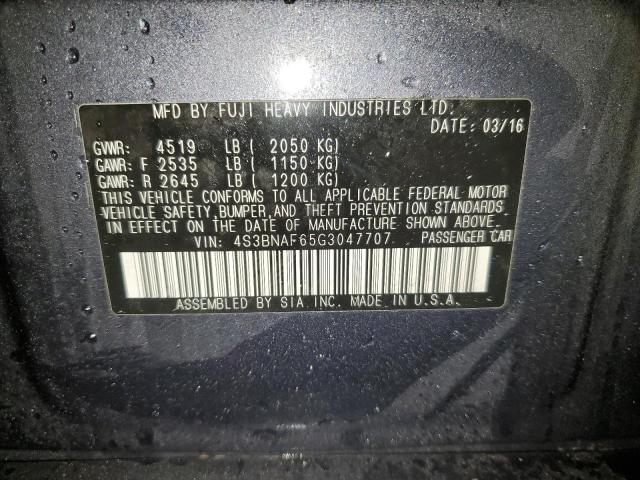 MFD BY FUJI HEAVY INDUSTRIES LTD.
DATE: 03/16
GVWR: 4519 LB ( 2050 KG)
GAWR: F 2535 LB ( 1150 KG)
GAWR: R 2645 LB ( 1200 KG)
THIS VEHICLE CONFORMS TO ALL APPLICABLE FEDERAL MOTOR
VEHICLE SAFETY, BUMPER, AND THEFT PREVENTION STANDARDS
IN EFFECT ON THE DATE OF MANUFACTURE SHOWN ABOVE.
VIN: 4S3BNAF65G3047707 PASSENGER CAR
ASSEMBLED BY SIA INC. MADE IN U.S.A.